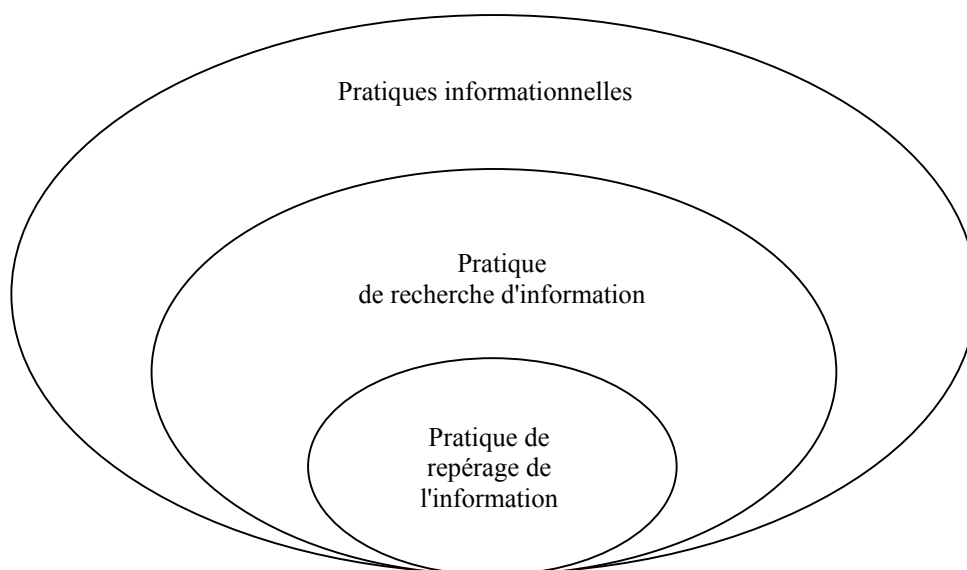 Pratiques informationnelles
Pratique
de recherche d'information
Pratique de
repérage de
l'information